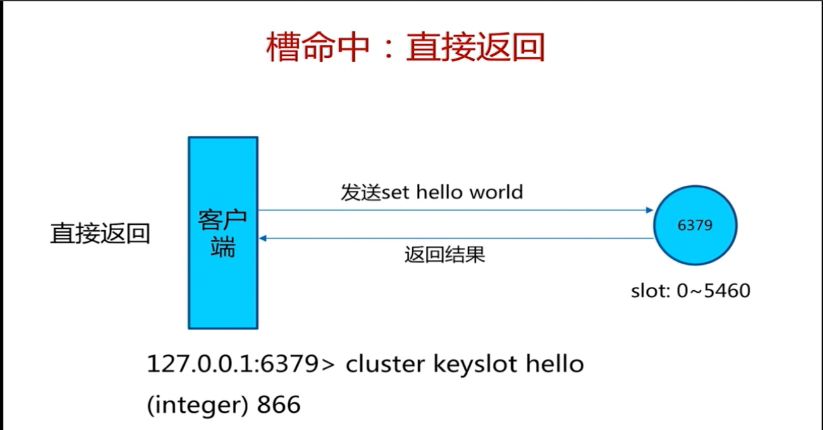 槽命中：直接返回
发送set hello world
直接返回
客户
端
6379
返回结果
slot: 0~5460
127.0.0.1:6379> cluster keyslot hello
(integer) 866